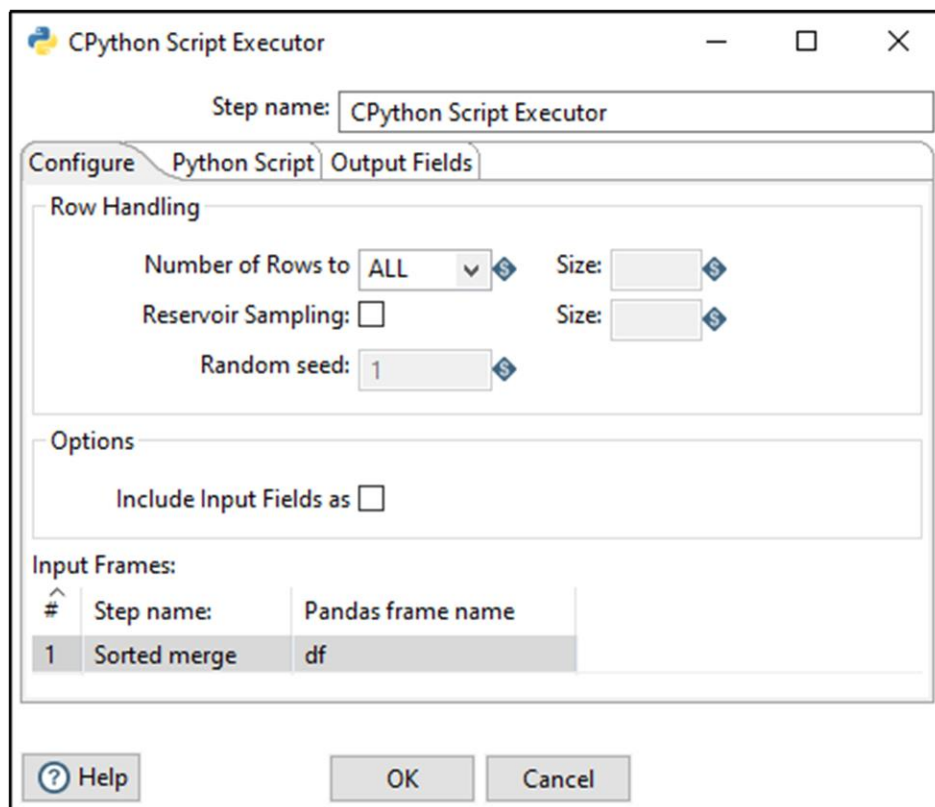 CPython Script Executor
Step name: CPython Script Executor
Configure Python Script Output Fields
Row Handling
Number of Rows to ALL Size:
Reservoir Sampling: Size:
Random seed: 1
Options
Include Input Fields as
Input Frames:
# Step name: Pandas frame name
1 Sorted merge df
Help OK Cancel